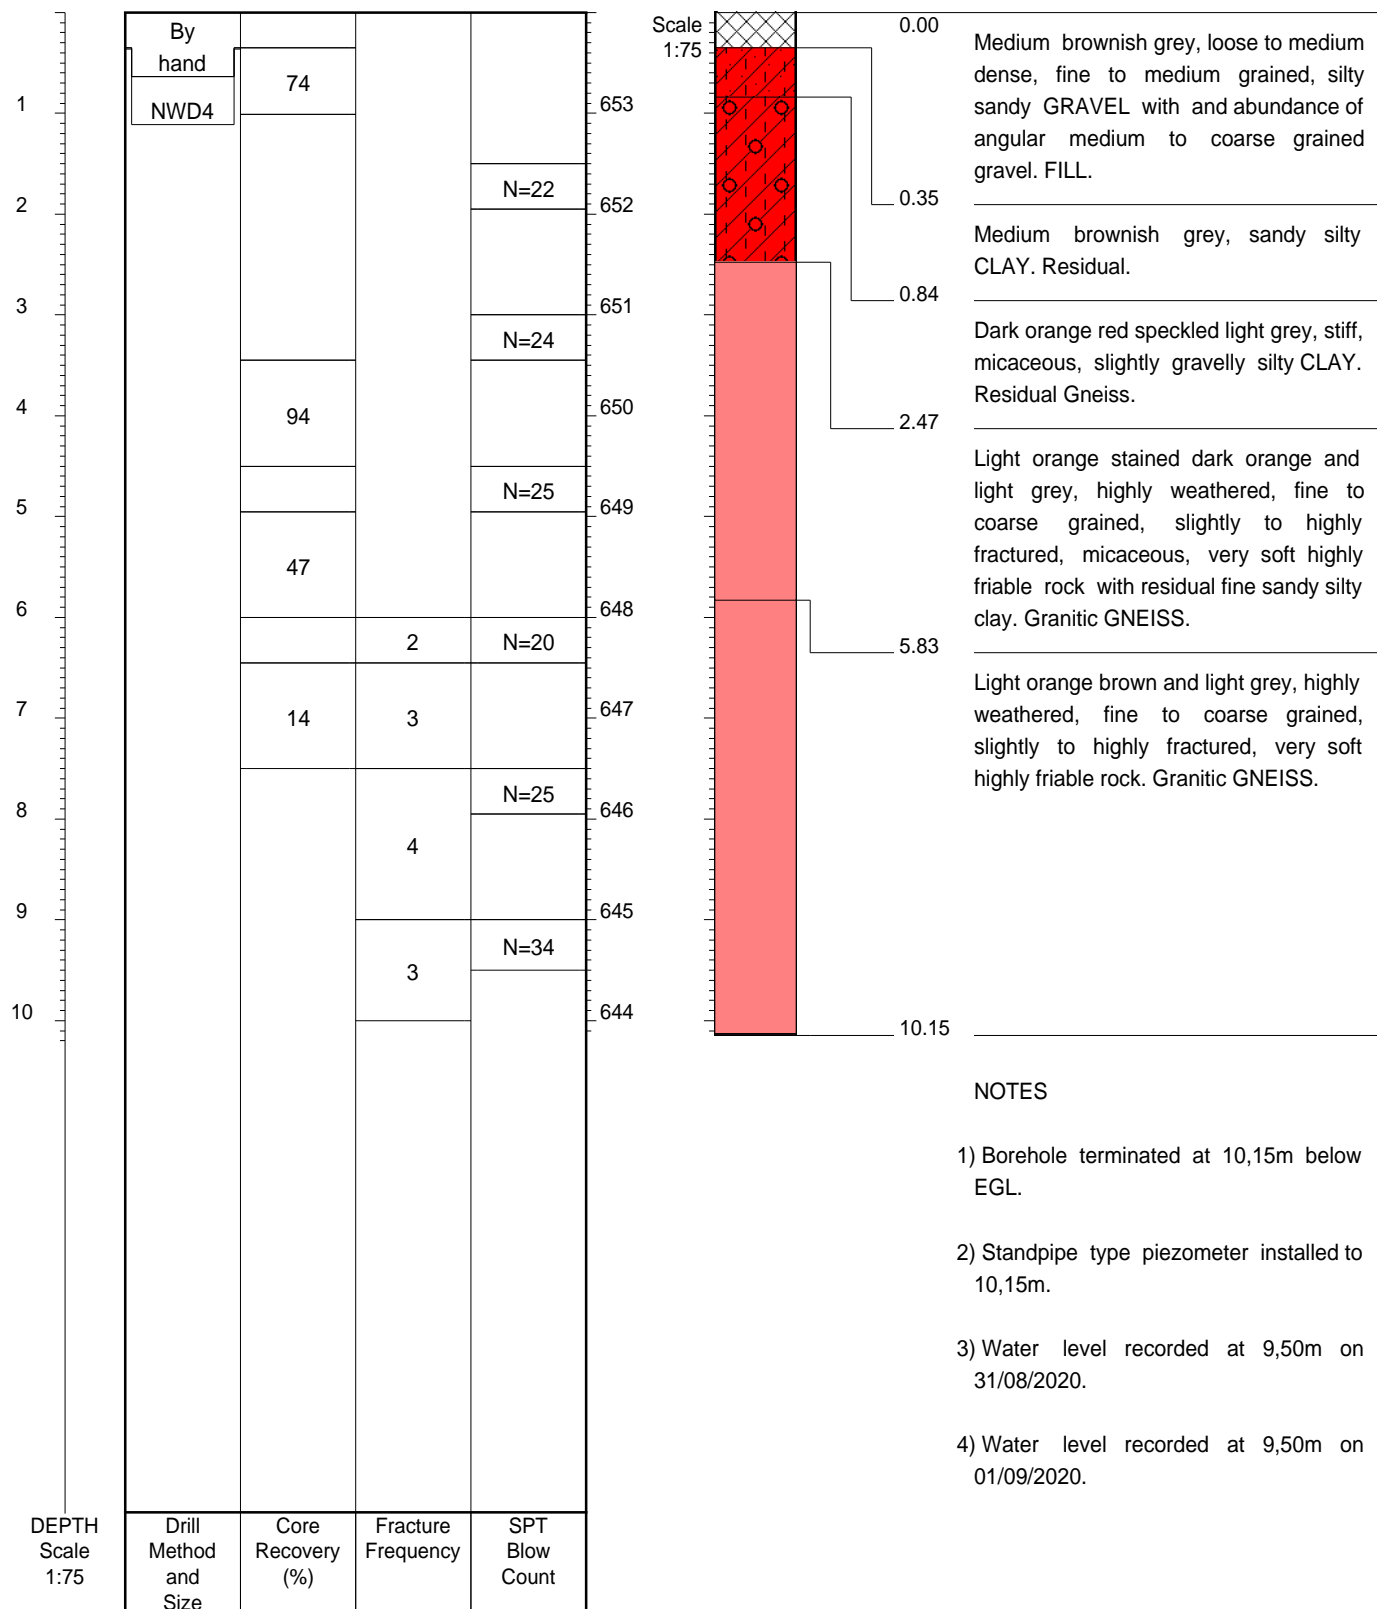 By
hand
NWD4
74
94
47
14
2
3
4
3
N=22
N=24
N=25
N=20
N=25
N=34
1
2
3
4
5
6
7
8
9
10
653
652
651
650
649
648
647
646
645
644
Scale
1:75
0.00
0.35
0.84
2.47
5.83
10.15
Medium brownish grey, loose to medium
dense, fine to medium grained, silty
sandy GRAVEL with and abundance of
angular medium to coarse grained
gravel. FILL.
Medium brownish grey, sandy silty
CLAY. Residual.
Dark orange red speckled light grey, stiff,
micaceous, slightly gravelly silty CLAY.
Residual Gneiss.
Light orange stained dark orange and
light grey, highly weathered, fine to
coarse grained, slightly to highly
fractured, micaceous, very soft highly
friable rock with residual fine sandy silty
clay. Granitic GNEISS.
Light orange brown and light grey, highly
weathered, fine to coarse grained,
slightly to highly fractured, very soft
highly friable rock. Granitic GNEISS.
NOTES
1) Borehole terminated at 10,15m below
EGL.
2) Standpipe type piezometer installed to
10,15m.
3) Water level recorded at 9,50m on
31/08/2020.
4) Water level recorded at 9,50m on
01/09/2020.
DEPTH
Scale
1:75
Drill
Method
and
Size
Core
Recovery
(%)
Fracture
Frequency
SPT
Blow
Count